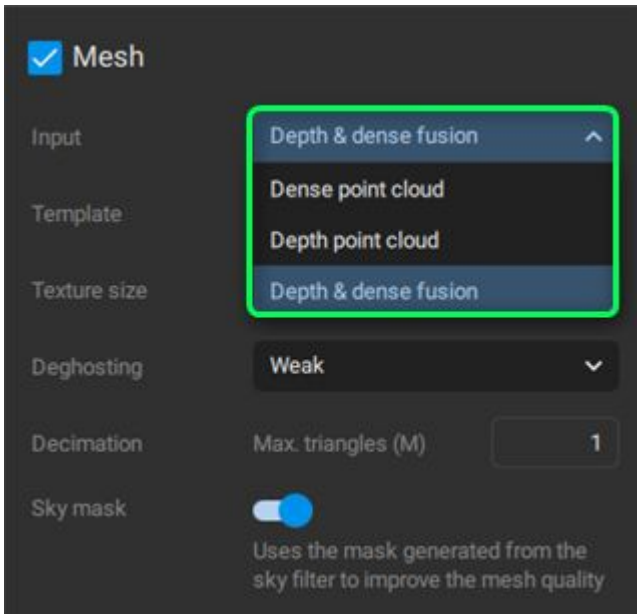 Mesh
Input
Depth & dense fusion
Dense point cloud
Template
Depth point cloud
Texture size
Depth & dense fusion
Deghosting
Weak
Decimation
Max. triangles (M)
1
Sky mask
Uses the mask generated from the
sky filter to improve the mesh quality